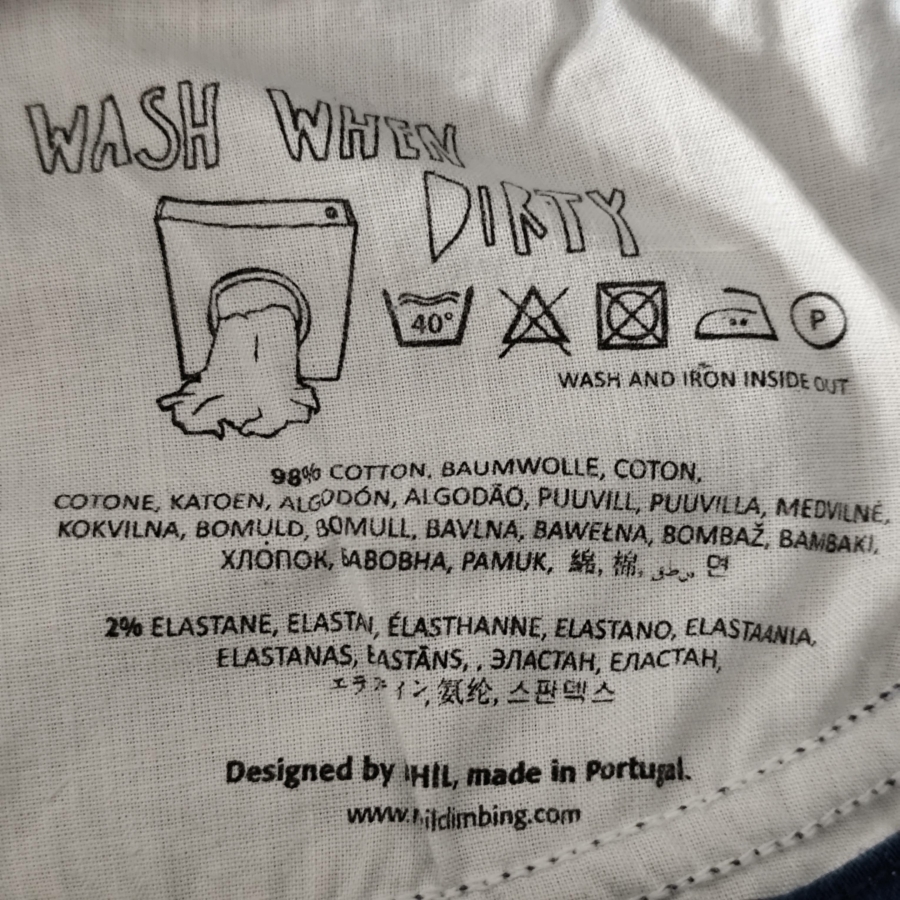 WASH WHEN
DIRTY
40°
P
WASH AND IRON INSIDE OUT
98% COTTON, BAUMWOLLE, COTON,
COTONE, KATOEN, ALGODÓN, ALGODÃO, PUUVILL, PUUVILLA, MEDVILNĖ,
KOKVILNA, BOMULD, BOMULL, BAVLNA, BAWEŁNA, BOMBAŽ, BAMBAKI,
ХЛОПОК, БАВОВНА, PAMUK, 綿, 棉, 면
2% ELASTANE, ELASTAN, ÉLASTHANNE, ELASTANO, ELASTAANIA,
ELASTANAS, ЭЛАСТАН, ЕЛАСТАН,
氨纶, 스판덱스
Designed by made in Portugal.